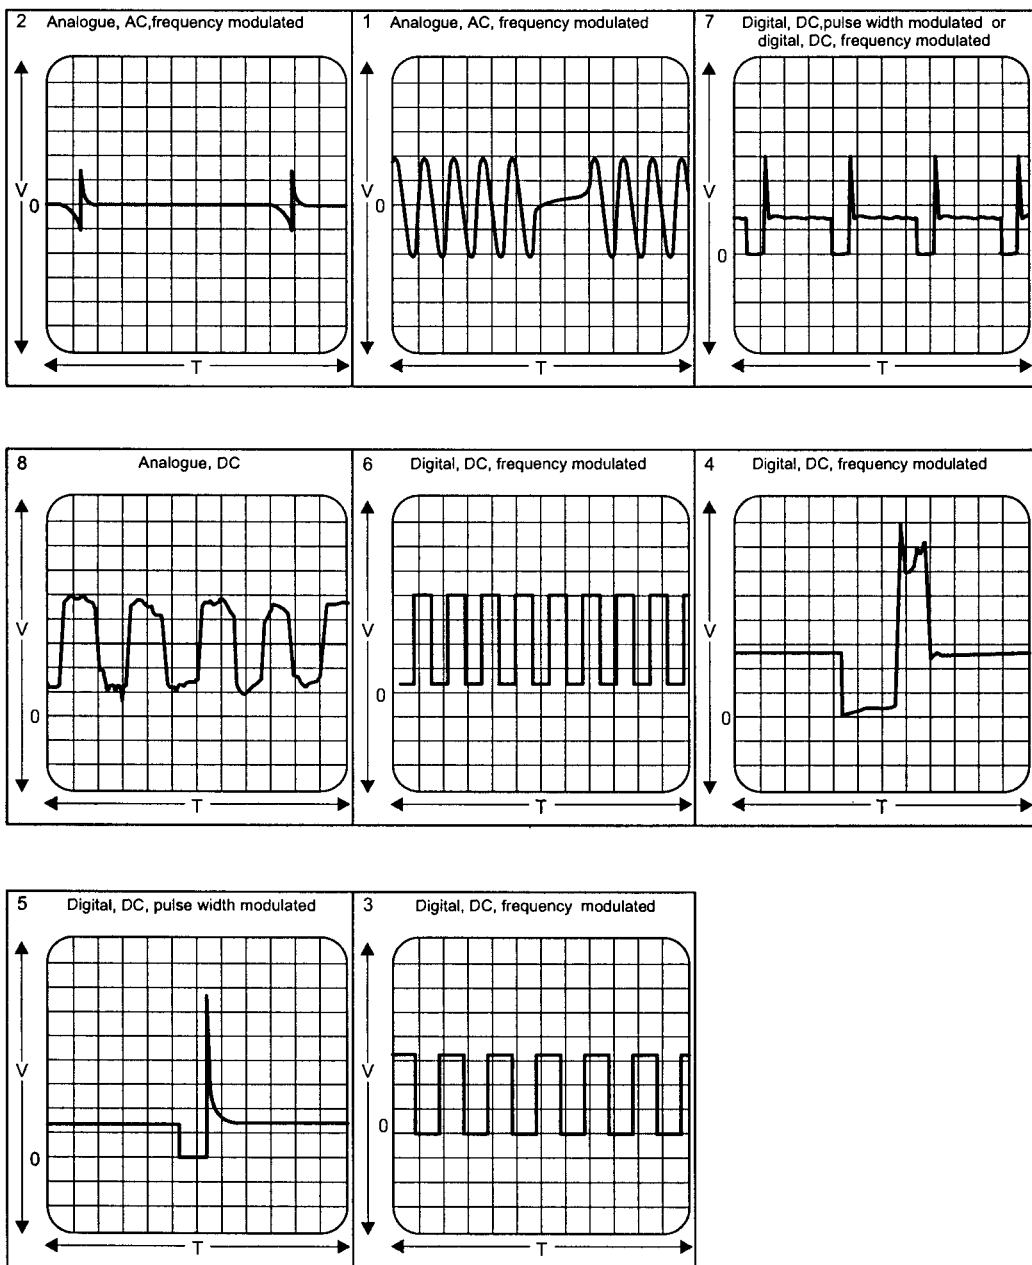 2 Analogue, AC,frequency modulated
V
0
T
1 Analogue, AC, frequency modulated
V
0
T
7 Digital, DC,pulse width modulated or
digital, DC, frequency modulated
V
0
T
8 Analogue, DC
V
0
T
6 Digital, DC, frequency modulated
V
0
T
4 Digital, DC, frequency modulated
V
0
T
5 Digital, DC, pulse width modulated
V
0
T
3 Digital, DC, frequency modulated
V
0
T